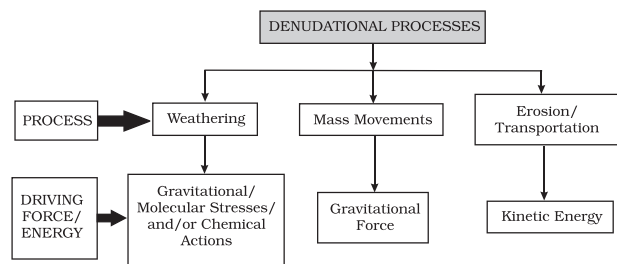 DENUDATIONAL PROCESSES
PROCESS
Weathering
Mass Movements
Erosion/
Transportation
DRIVING
FORCE/
ENERGY
Gravitational/
Molecular Stresses/
and/or Chemical
Actions
Gravitational
Force
Kinetic Energy